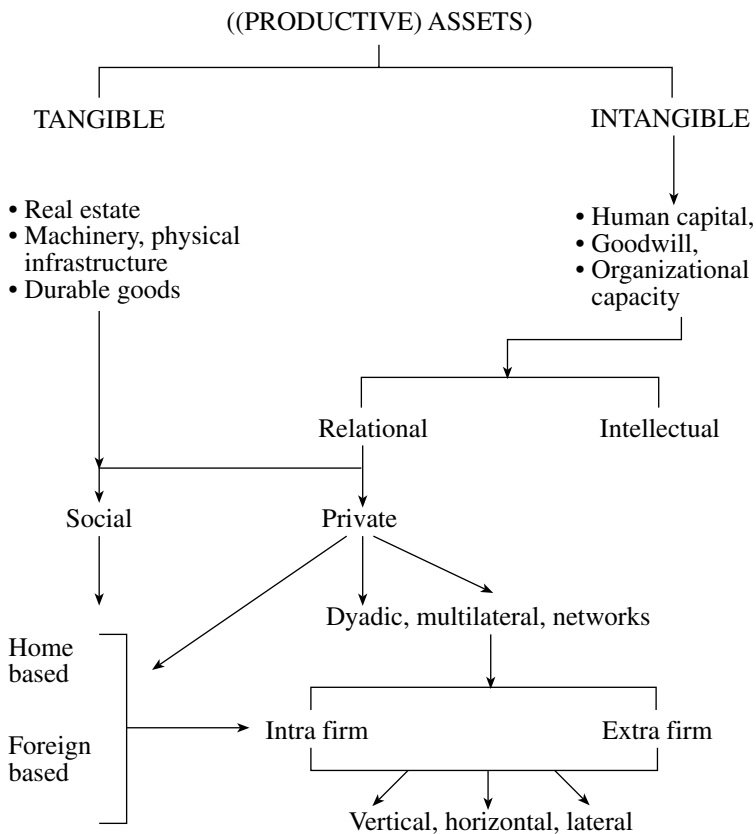 ((PRODUCTIVE) ASSETS)
TANGIBLE
INTANGIBLE
• Real estate
• Machinery, physical
infrastructure
• Durable goods
• Human capital,
• Goodwill,
• Organizational
capacity
Relational
Intellectual
Social
Private
Dyadic, multilateral, networks
Home
based
Foreign
based
Intra firm
Extra firm
Vertical, horizontal, lateral